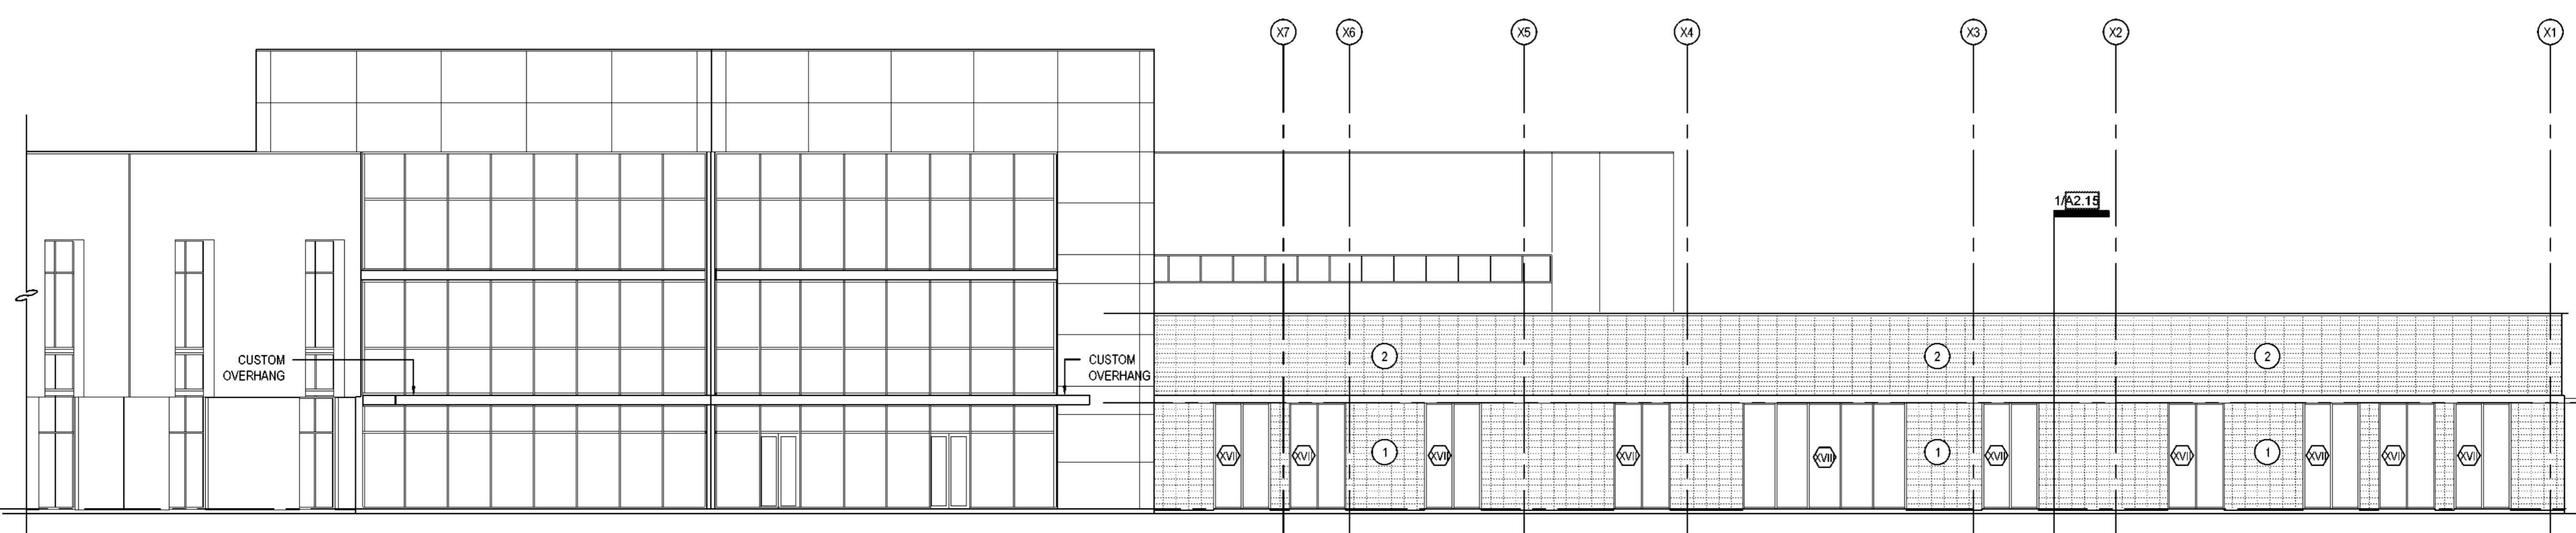 X7 X6 X5 X4 X3 X2 X1
1/A2.15
CUSTOM
OVERHANG
CUSTOM
OVERHANG
2 2 2
XVI XVI 1 XVI XVI XVII 1 XVI XVI 1 XVI XVI XVI